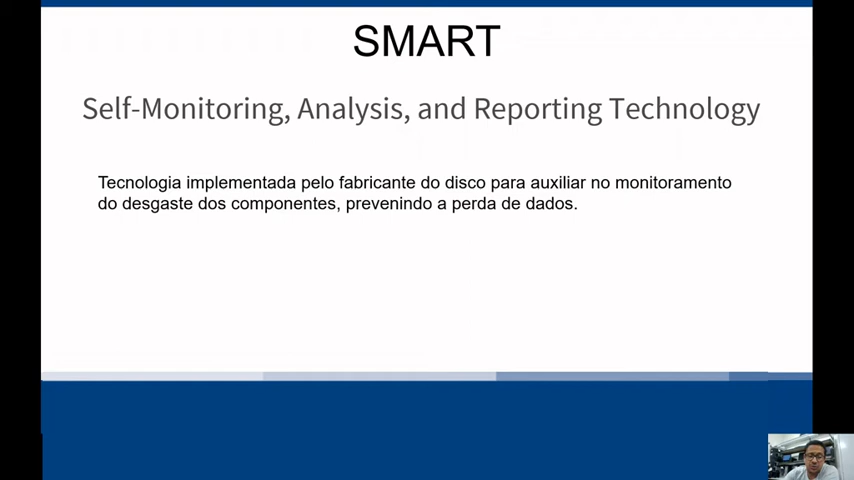 SMART
Self-Monitoring, Analysis, and Reporting Technology
Tecnologia implementada pelo fabricante do disco para auxiliar no monitoramento
do desgaste dos componentes, prevenindo a perda de dados.